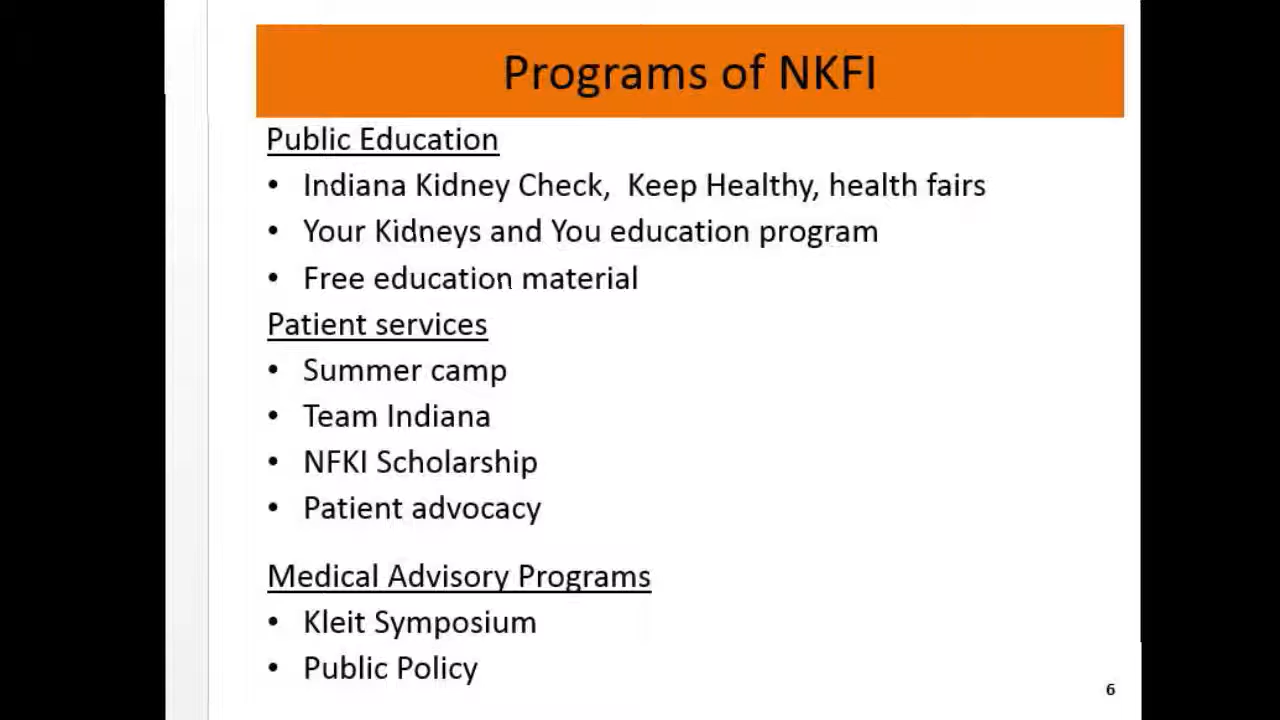 Programs of NKFI
Public Education
• Indiana Kidney Check,  Keep Healthy, health fairs
• Your Kidneys and You education program
• Free education material
Patient services
• Summer camp
• Team Indiana
• NFKI Scholarship
• Patient advocacy
Medical Advisory Programs
• Kleit Symposium
• Public Policy
6